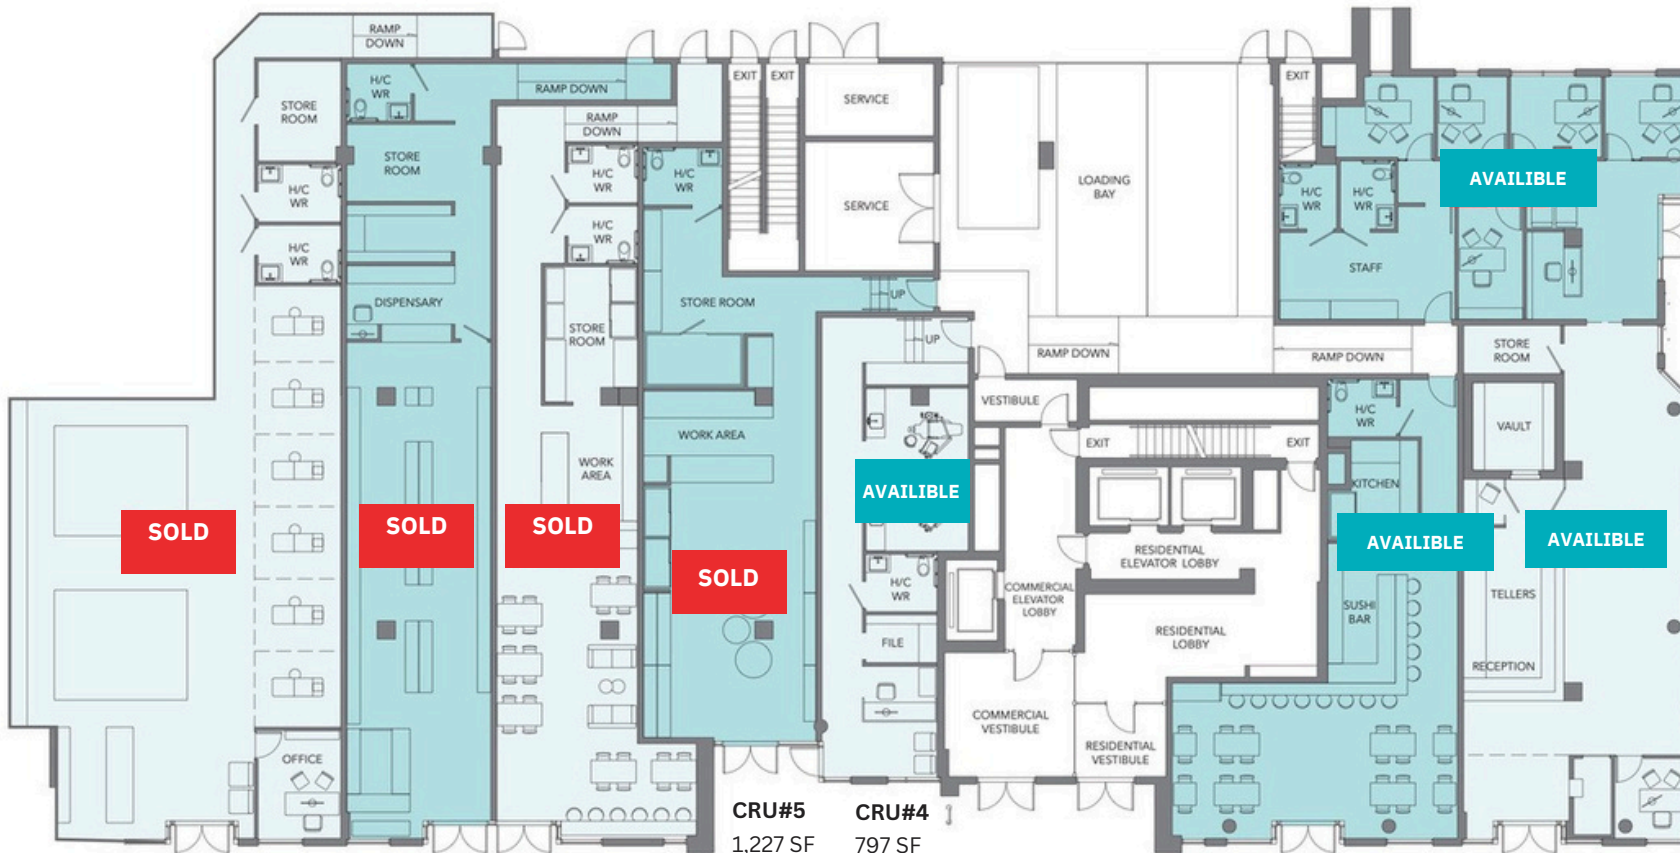 RAMP
DOWN
H/C
WR
STORE
ROOM
RAMP DOWN
RAMP
DOWN
EXIT
EXIT
SERVICE
EXIT
STORE
ROOM
H/C
WR
H/C
WR
H/C
WR
SERVICE
LOADING
BAY
H/C
WR
H/C
WR
AVAILIBLE
H/C
WR
H/C
WR
STAFF
DISPENSARY
STORE ROOM
UP
STORE
ROOM
UP
RAMP DOWN
RAMP DOWN
STORE
ROOM
VESTIBULE
H/C
WR
WORK AREA
EXIT
EXIT
VAULT
WORK
AREA
KITCHEN
AVAILIBLE
SOLD
SOLD
SOLD
SOLD
AVAILIBLE
AVAILIBLE
RESIDENTIAL
ELEVATOR LOBBY
H/C
WR
COMMERCIAL
ELEVATOR
LOBBY
TELLERS
SUSHI
BAR
FILE
RESIDENTIAL
LOBBY
RECEPTION
COMMERCIAL
VESTIBULE
RESIDENTIAL
VESTIBULE
OFFICE
CRU#5
1,227 SF
CRU#4
797 SF